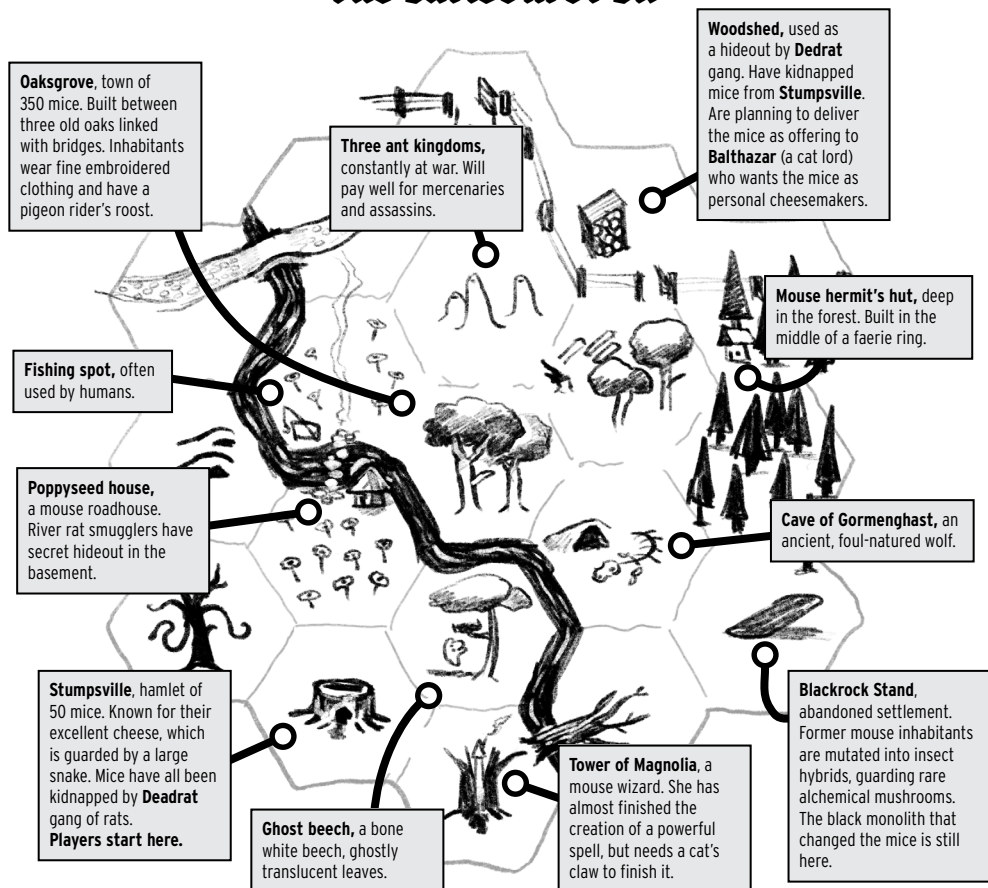 Oaksgrove, town of
350 mice. Built between
three old oaks linked
with bridges. Inhabitants
wear fine embroidered
clothing and have a
pigeon rider's roost.
Three ant kingdoms,
constantly at war. Will
pay well for mercenaries
and assassins.
Woodshed, used as
a hideout by Dedrat
gang. Have kidnapped
mice from Stumpsville.
Are planning to deliver
the mice as offering to
Balthazar (a cat lord)
who wants the mice as
personal cheesemakers.
Mouse hermit's hut, deep
in the forest. Built in the
middle of a faerie ring.
Fishing spot, often
used by humans.
Poppyseed house,
a mouse roadhouse.
River rat smugglers have
secret hideout in the
basement.
Cave of Gormenghast, an
ancient, foul-natured wolf.
Stumpsville, hamlet of
50 mice. Known for their
excellent cheese, which
is guarded by a large
snake. Mice have all been
kidnapped by Deadrat
gang of rats.
Players start here.
Ghost beech, a bone
white beech, ghostly
translucent leaves.
Tower of Magnolia, a
mouse wizard. She has
almost finished the
creation of a powerful
spell, but needs a cat's
claw to finish it.
Blackrock Stand,
abandoned settlement.
Former mouse inhabitants
are mutated into insect
hybrids, guarding rare
alchemical mushrooms.
The black monolith that
changed the mice is still
here.